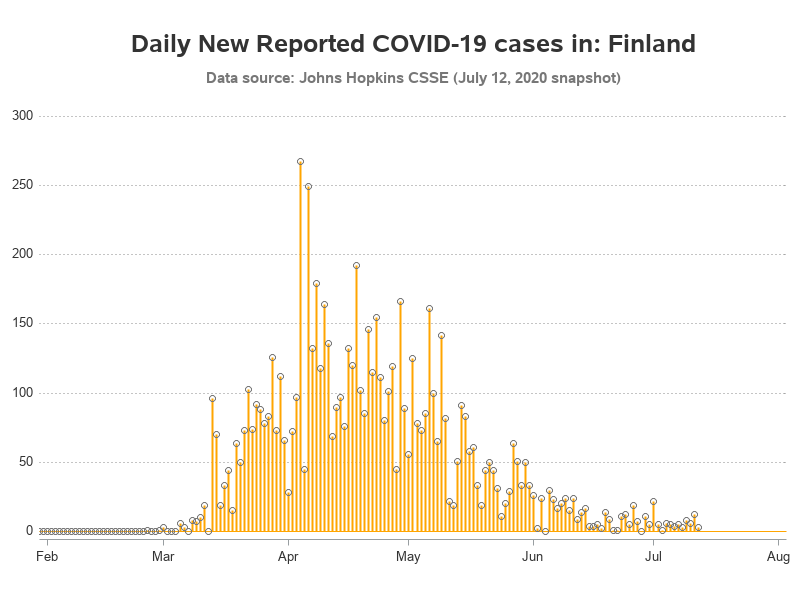 Daily New Reported COVID-19 cases in: Finland
Data source: Johns Hopkins CSSE (July 12, 2020 snapshot)
300
250
200
150
100
50
0
Feb Mar Apr May Jun Jul Aug